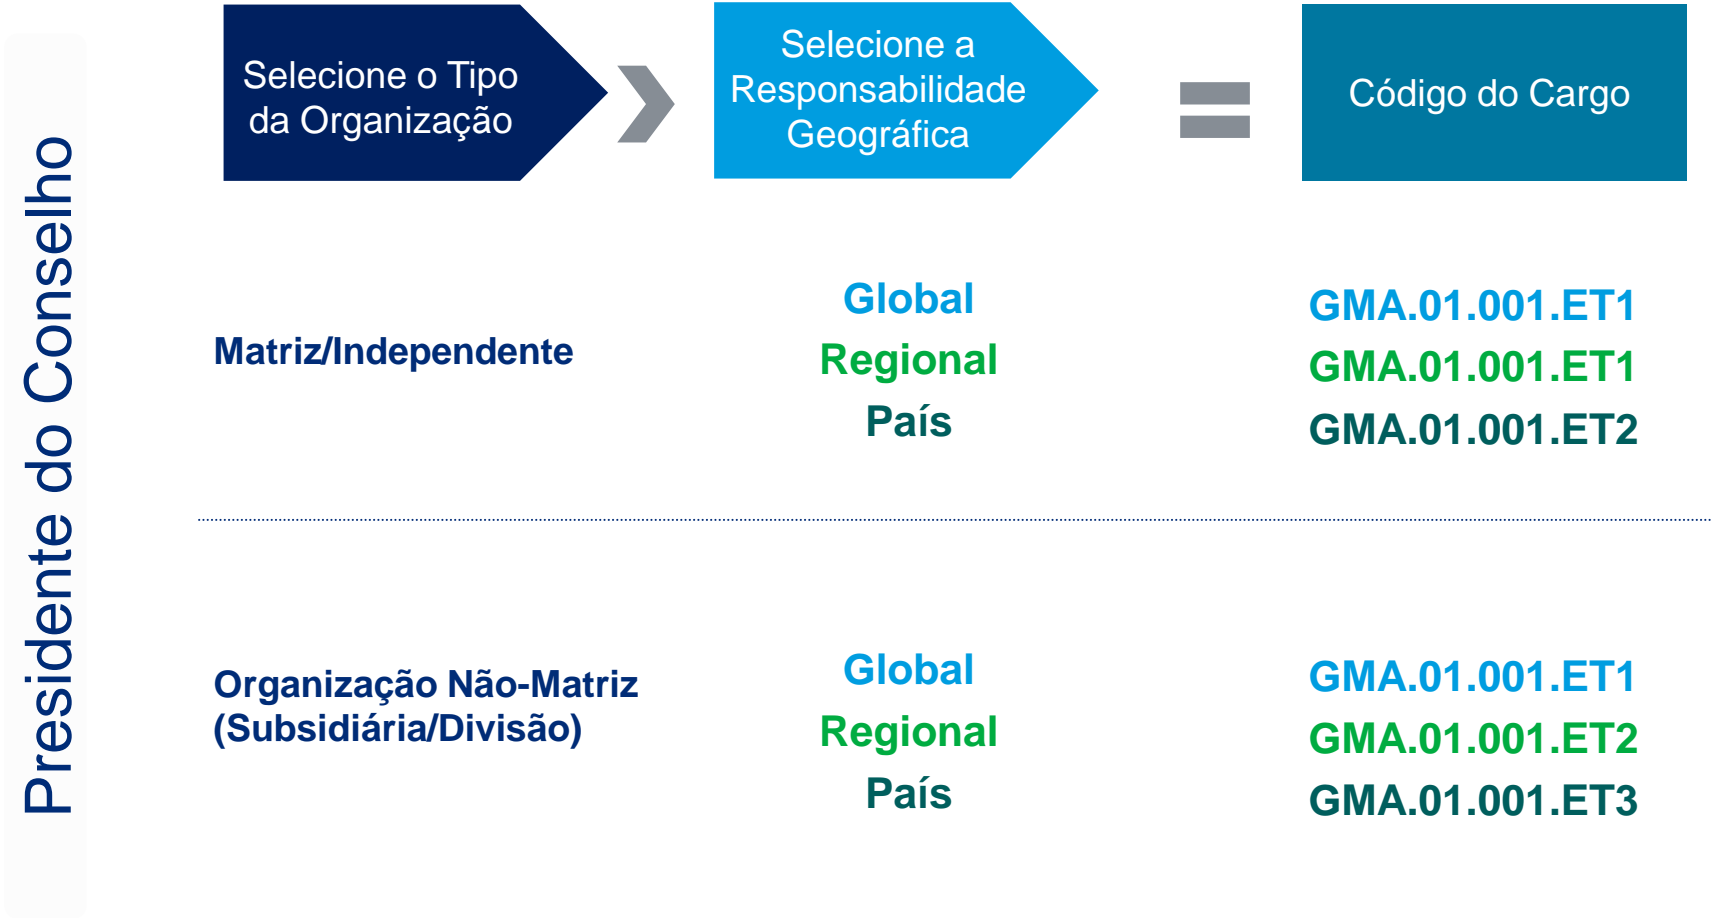 Presidente do Conselho
Selecione o Tipo
da Organização
Selecione a
Responsabilidade
Geográfica
Código do Cargo
Matriz/Independente
Global
Regional
País
GMA.01.001.ET1
GMA.01.001.ET1
GMA.01.001.ET2
Organização Não-Matriz
(Subsidiária/Divisão)
Global
Regional
País
GMA.01.001.ET1
GMA.01.001.ET2
GMA.01.001.ET3